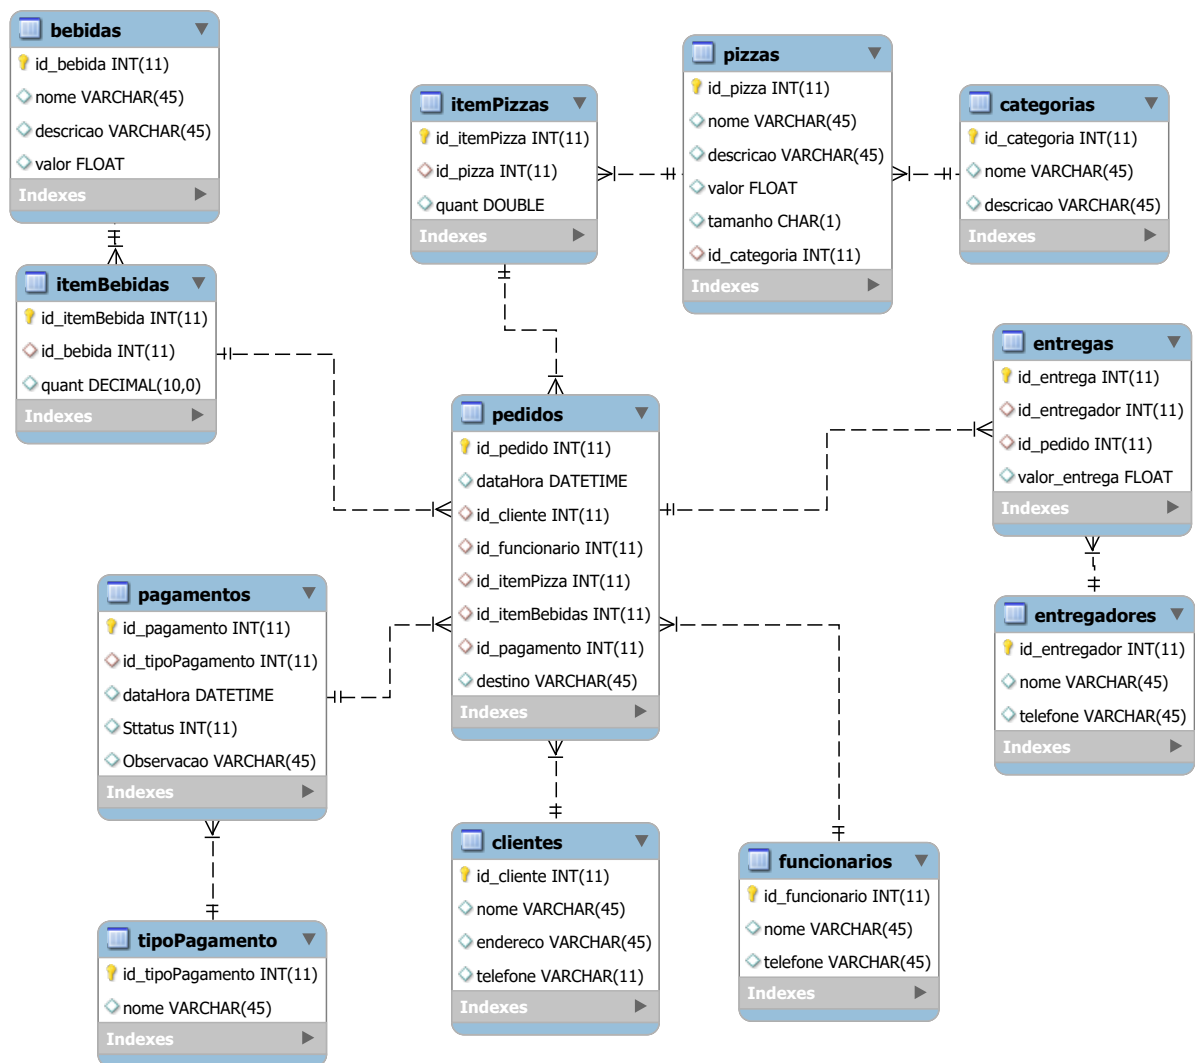 bebidas
id_bebida INT(11)
nome VARCHAR(45)
descricao VARCHAR(45)
valor FLOAT
Indexes
itemPizzas
id_itemPizza INT(11)
id_pizza INT(11)
quant DOUBLE
Indexes
pizzas
id_pizza INT(11)
nome VARCHAR(45)
descricao VARCHAR(45)
valor FLOAT
tamanho CHAR(1)
id_categoria INT(11)
Indexes
categorias
id_categoria INT(11)
nome VARCHAR(45)
descricao VARCHAR(45)
Indexes
itemBebidas
id_itemBebida INT(11)
id_bebida INT(11)
quant DECIMAL(10,0)
Indexes
pedidos
id_pedido INT(11)
dataHora DATETIME
id_cliente INT(11)
id_funcionario INT(11)
id_itemPizza INT(11)
id_itemBebidas INT(11)
id_pagamento INT(11)
destino VARCHAR(45)
Indexes
entregas
id_entrega INT(11)
id_entregador INT(11)
id_pedido INT(11)
valor_entrega FLOAT
Indexes
pagamentos
id_pagamento INT(11)
id_tipoPagamento INT(11)
dataHora DATETIME
Sttatus INT(11)
Observacao VARCHAR(45)
Indexes
entregadores
id_entregador INT(11)
nome VARCHAR(45)
telefone VARCHAR(45)
Indexes
tipoPagamento
id_tipoPagamento INT(11)
nome VARCHAR(45)
Indexes
clientes
id_cliente INT(11)
nome VARCHAR(45)
endereco VARCHAR(45)
telefone VARCHAR(11)
Indexes
funcionarios
id_funcionario INT(11)
nome VARCHAR(45)
telefone VARCHAR(45)
Indexes